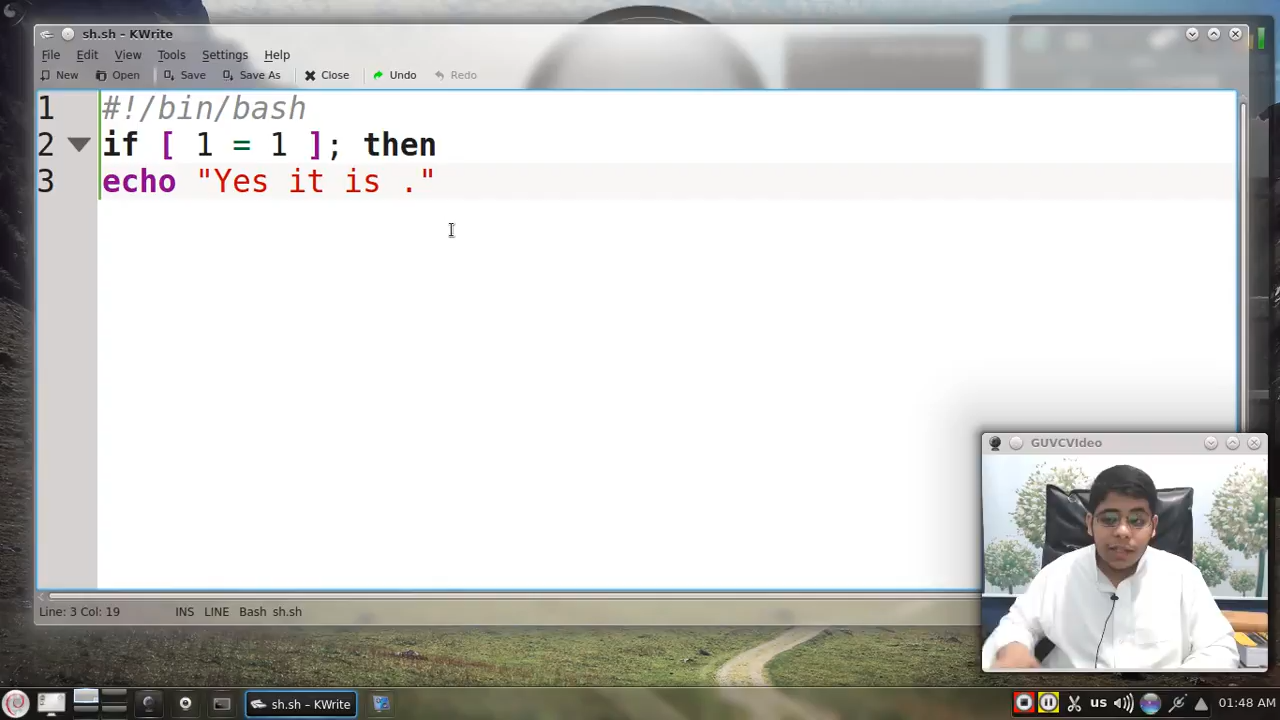 sh.sh – KWrite
File Edit View Tools Settings Help
New Open Save Save As Close Undo Redo
1 #!/bin/bash
2 if [ 1 = 1 ]; then
3 echo "Yes it is ."
GUVCVIdeo
Line: 3 Col: 19 INS LINE Bash sh.sh
sh.sh – KWrite us 01:48 AM